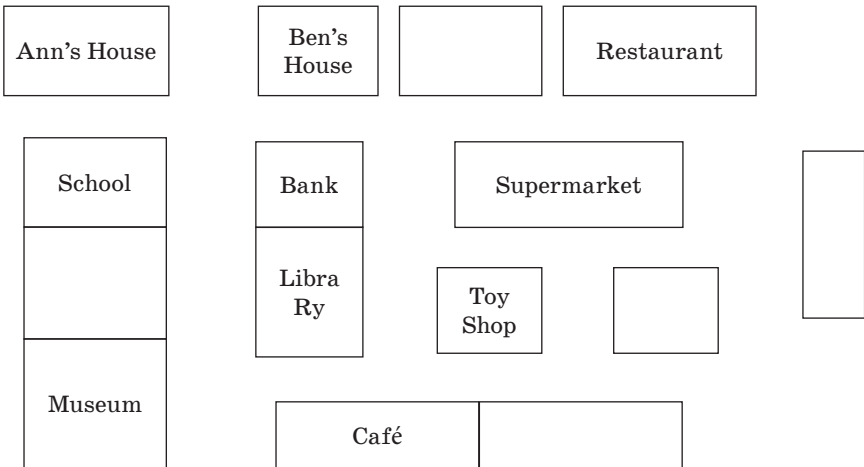 Ann's House
Ben's
House
Restaurant
School
Bank
Supermarket
Libra
Ry
Toy
Shop
Museum
Café